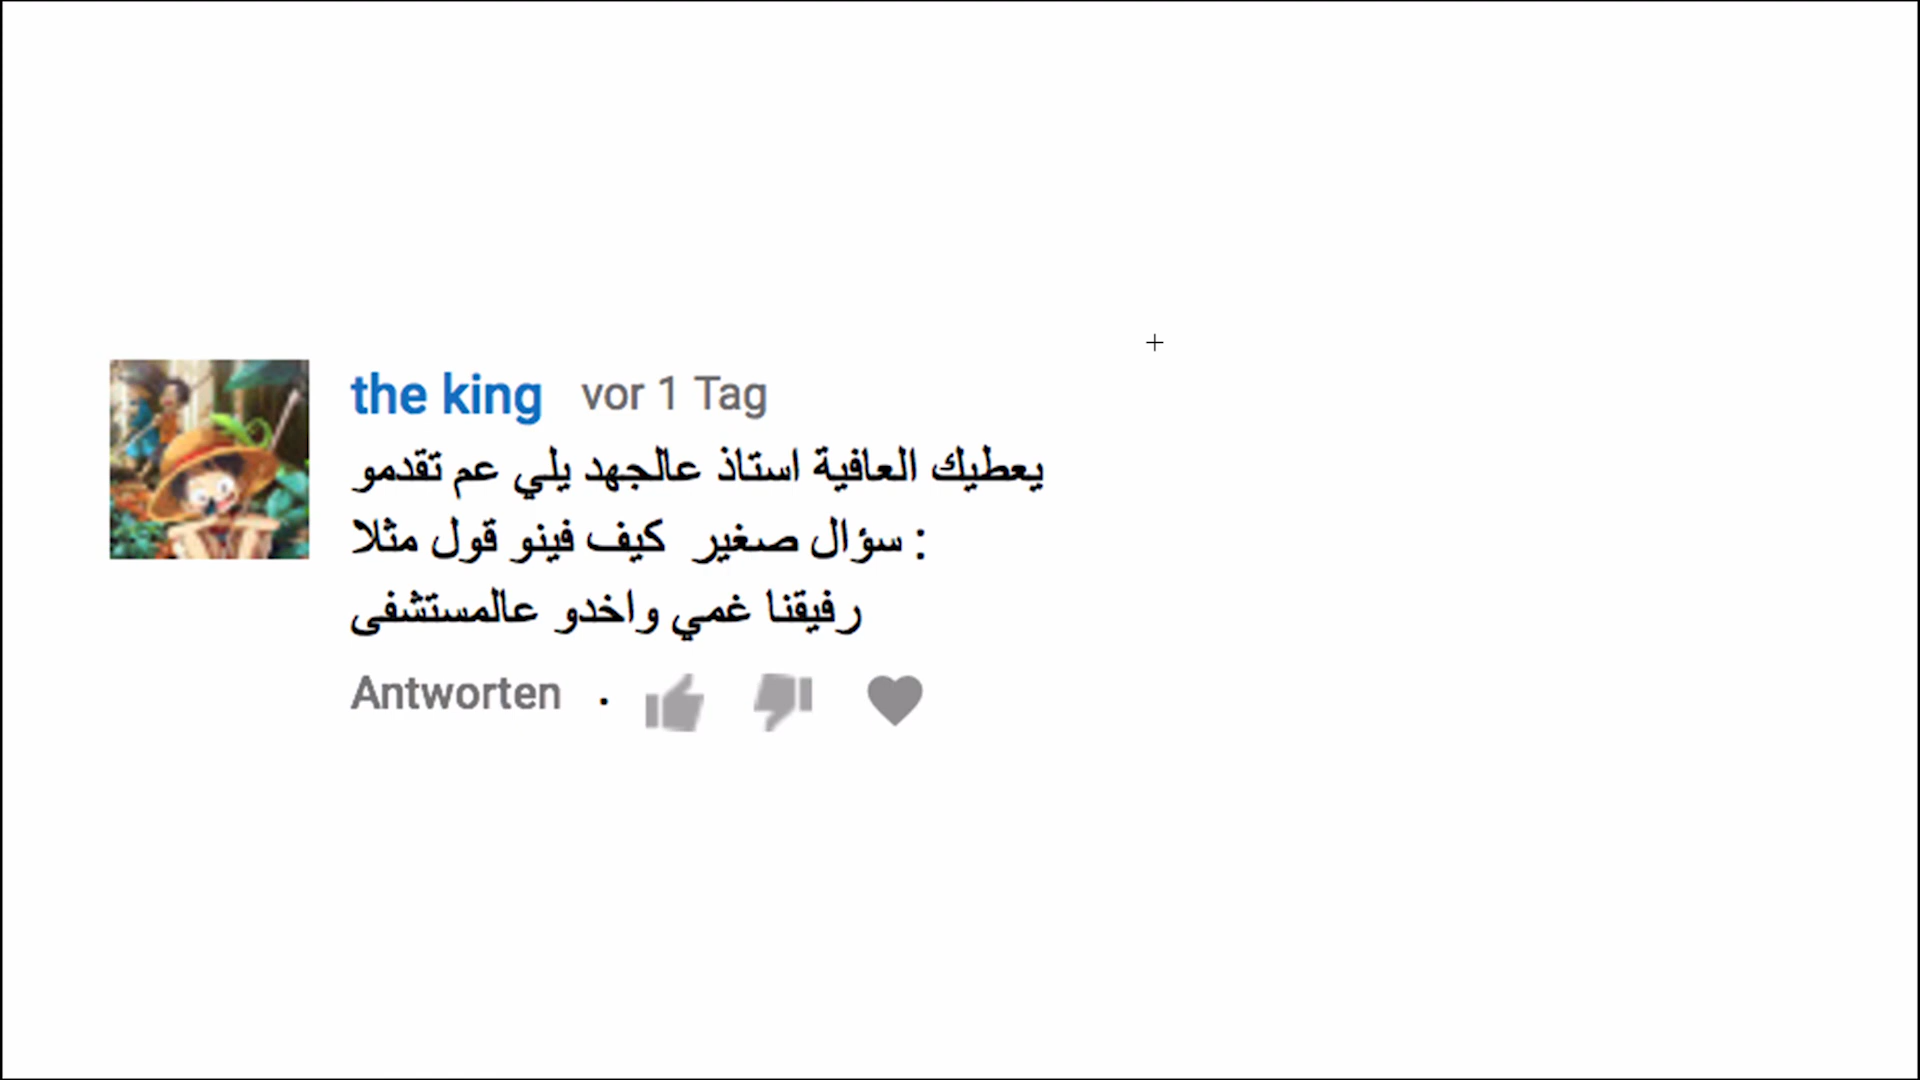 the king vor 1 Tag
يعطيك العافية استاذ عالجهد يلي عم تقدمو
سؤال صغير كيف فينو قول مثلا :
رفيقنا غمي واخدو عالمستشفى
Antworten .